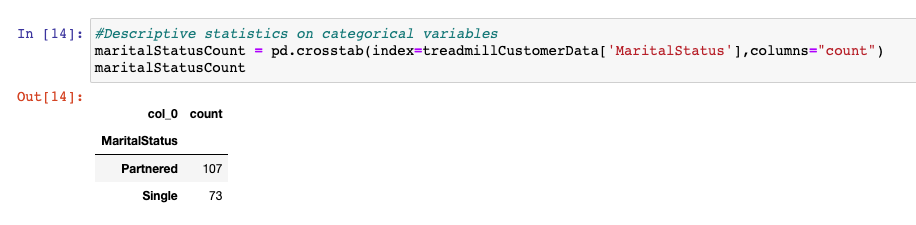 In [14]: #Descriptive statistics on categorical variables
maritalStatusCount = pd.crosstab(index=treadmillCustomerData['MaritalStatus'],columns="count")
maritalStatusCount
Out[14]:
col_0 count
MaritalStatus
Partnered 107
Single 73